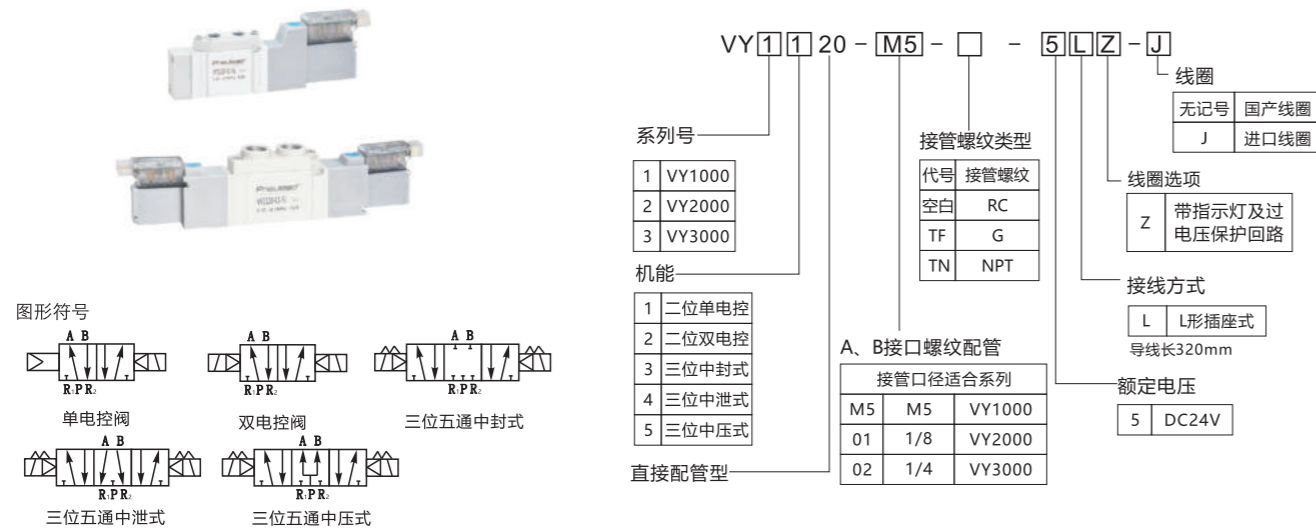 VY1120-M5-□ - 5LZ-J
线圈
无记号 国产线圈
J 进口线圈
系列号
1 VY1000
2 VY2000
3 VY3000
接管螺纹类型
代号 接管螺纹
空白 RC
TF G
TN NPT
线圈选项
Z 带指示灯及过
电压保护回路
机能
1 二位单电控
2 二位双电控
3 三位中封式
4 三位中泄式
5 三位中压式
接线方式
L L形插座式
导线长320mm
A、B接口螺纹配管
接管口径适合系列
M5 M5 VY1000
01 1/8 VY2000
02 1/4 VY3000
额定电压
5 DC24V
直接配管型
图形符号
A B
R₁PR₂
单电控阀
A B
R₁PR₂
双电控阀
A B
R₁PR₂
三位五通中封式
A B
R₁PR₂
三位五通中泄式
A B
R₁PR₂
三位五通中压式